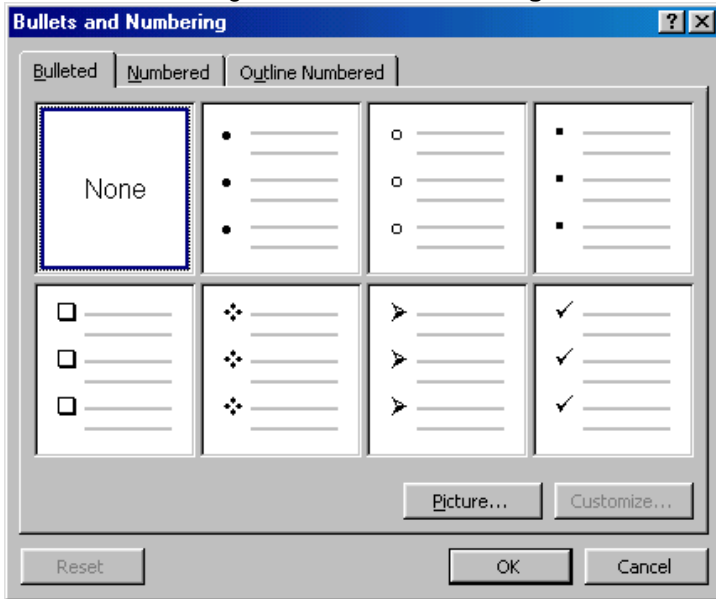 Bullets and Numbering
Bulleted Numbered Outline Numbered
None
Picture... Customize...
Reset OK Cancel